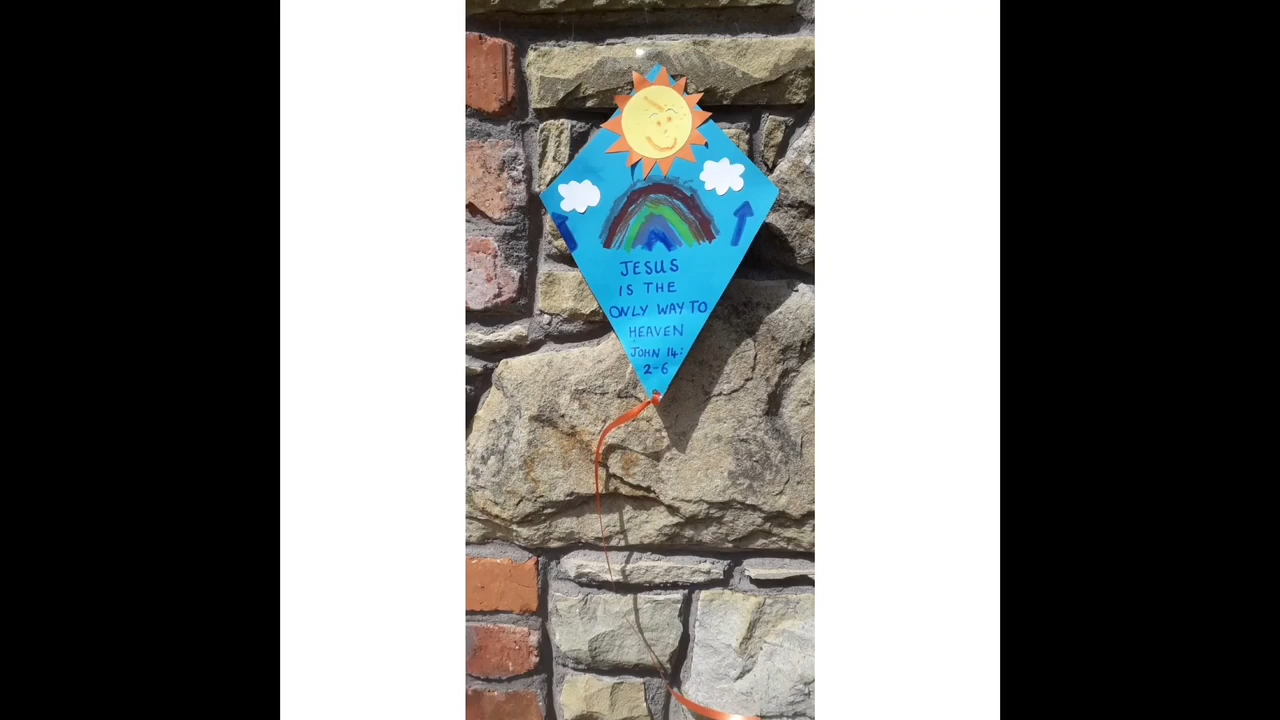 JESUS
IS THE
ONLY WAY TO
HEAVEN
JOHN 14:
2-6